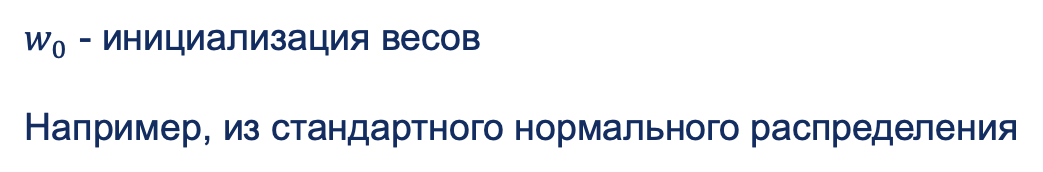 w₀ - инициализация весов
Например, из стандартного нормального распределения